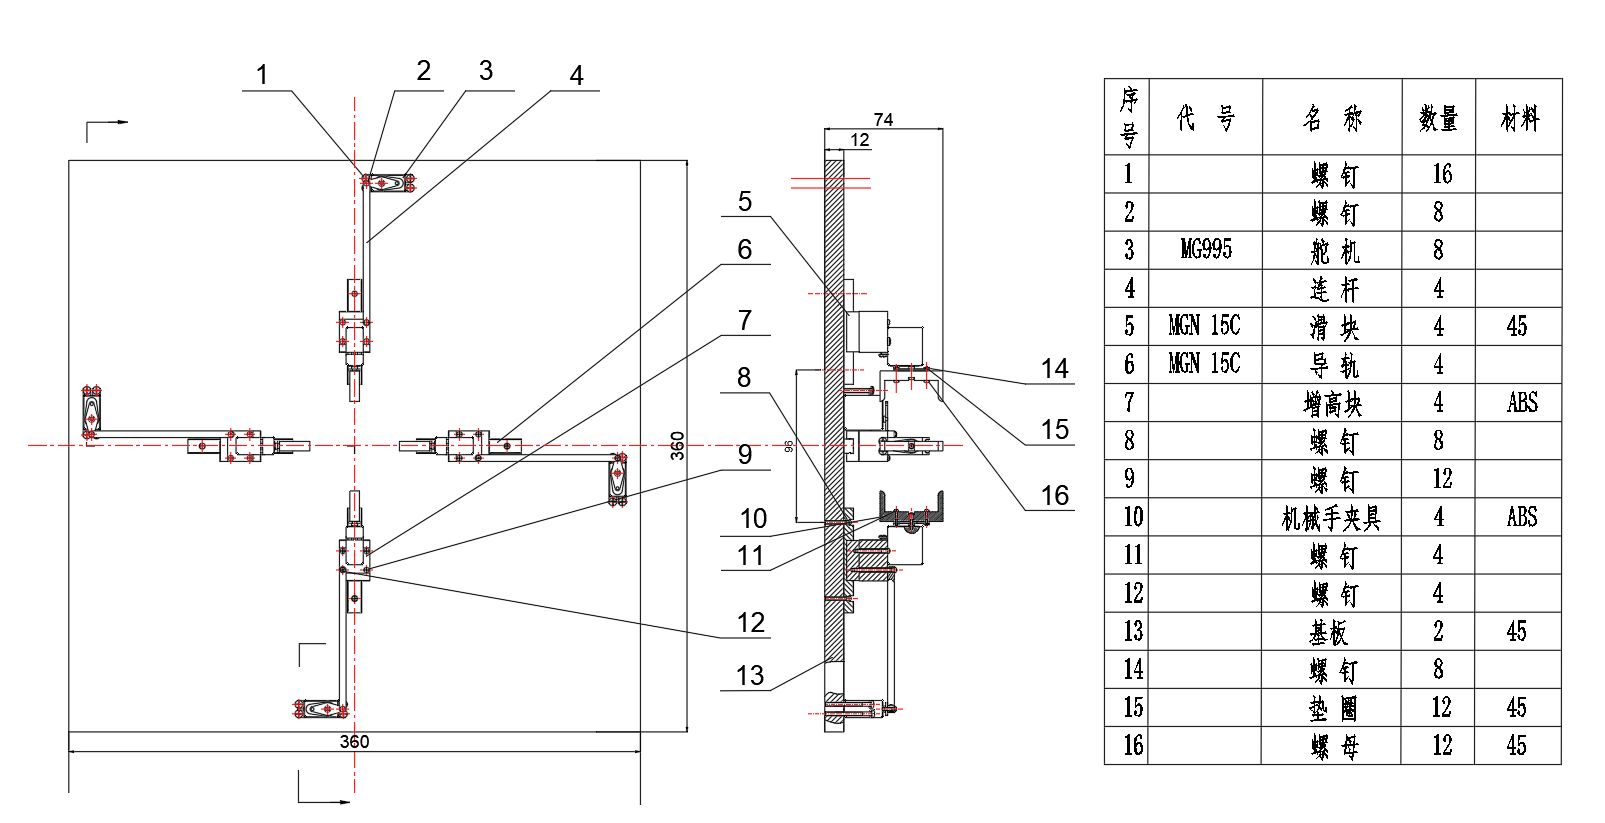 1
2
3
4
360
360
74
12
5
6
7
8
96
9
10
11
12
13
14
15
16
序号 代 号 名 称 数量 材料
1 螺 钉 16
2 螺 钉 8
3 MG995 舵 机 8
4 连 杆 4
5 MGN 15C 滑 块 4 45
6 MGN 15C 导 轨 4
7 增高块 4 ABS
8 螺 钉 8
9 螺 钉 12
10 机械手夹具 4 ABS
11 螺 钉 4
12 螺 钉 4
13 基板 2 45
14 螺 钉 8
15 垫 圈 12 45
16 螺 母 12 45